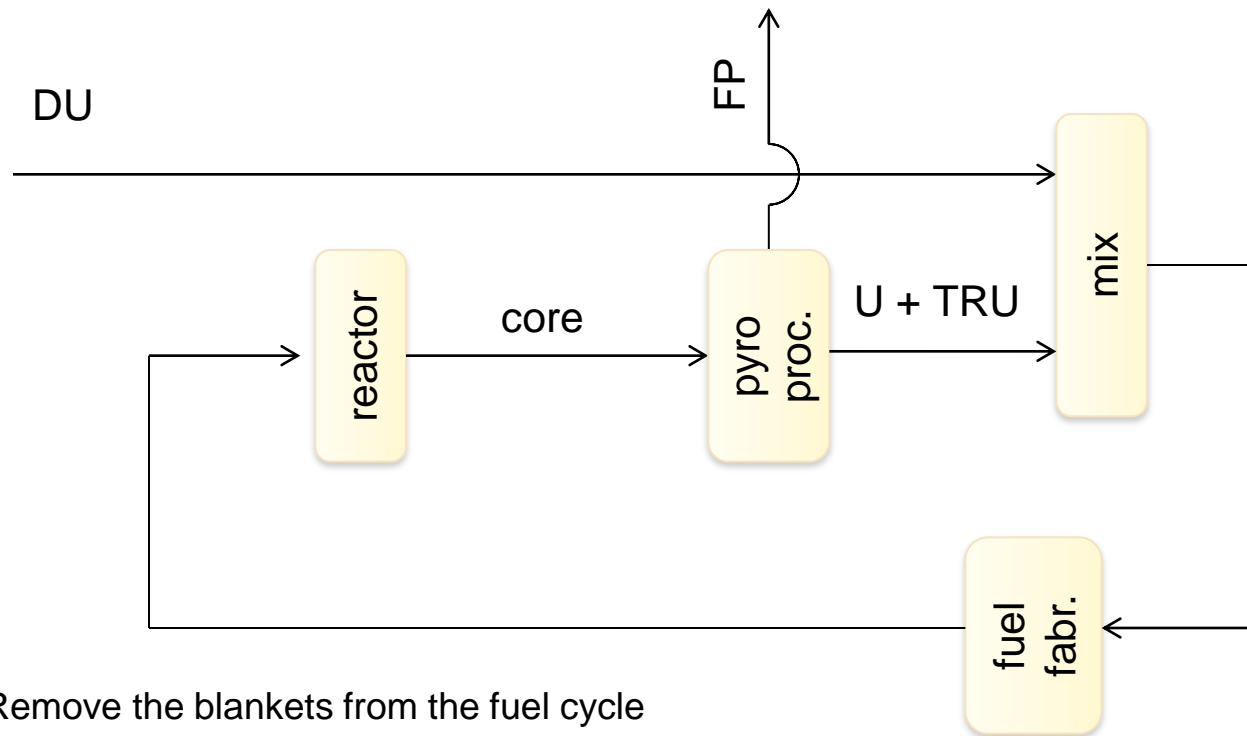 DU
FP
mix
reactor
core
pyro
proc.
U + TRU
fuel
fabr.
Remove the blankets from the fuel cycle